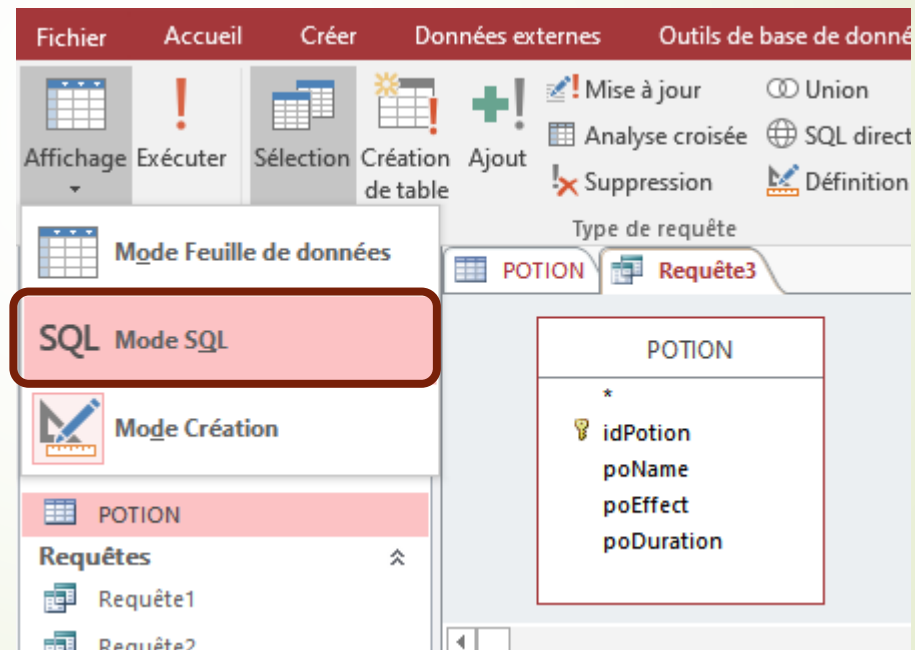 Fichier Accueil Créer Données externes Outils de base de donné
Affichage Exécuter Sélection Création de table Ajout
Mise à jour Union
Analyse croisée SQL direct
Suppression Définition
Type de requête
Mode Feuille de données
SQL Mode SQL
Mode Création
POTION Requête3
POTION
*
idPotion
poName
poEffect
poDuration
POTION
Requêtes
Requête1
Requête2